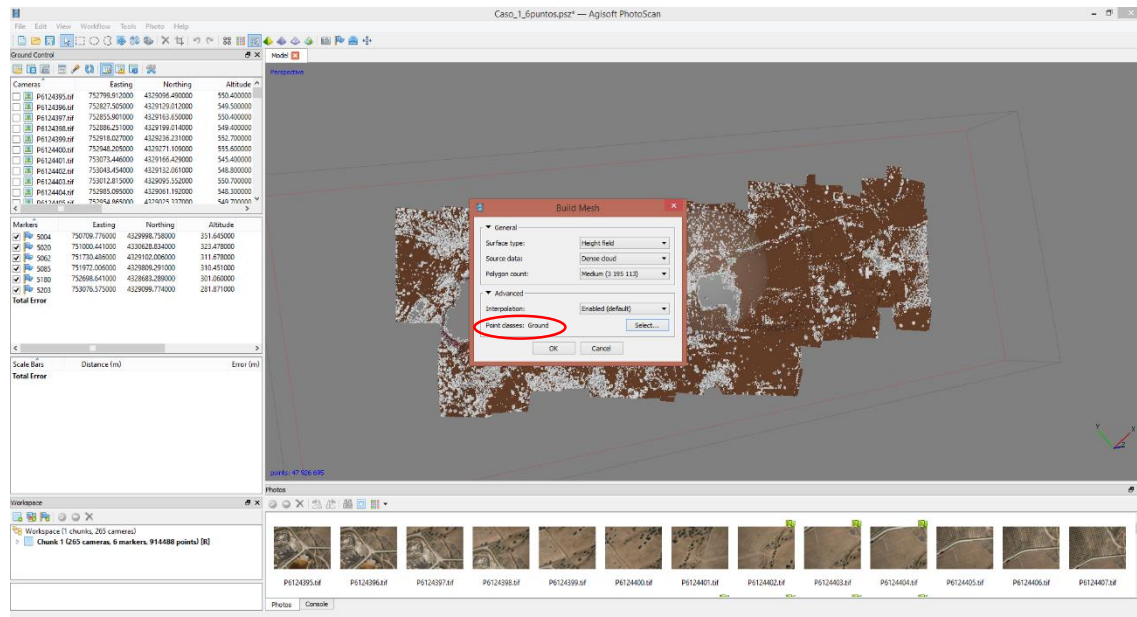 Caso_1_6puntos.psz* — Agisoft PhotoScan
File Edit View Workflow Tools Photo Help
Ground Control
Cameras Easting Northing Altitude
P6124395.tif 752799.912000 4329096.490000 550.400000
P6124396.tif 752827.505000 4329129.012000 549.500000
P6124397.tif 752855.901000 4329163.650000 550.400000
P6124398.tif 752886.251000 4329199.014000 549.400000
P6124399.tif 752918.027000 4329236.231000 552.700000
P6124400.tif 752948.205000 4329271.109000 555.600000
P6124401.tif 753073.446000 4329166.429000 545.400000
P6124402.tif 753043.454000 4329132.061000 548.800000
P6124403.tif 753012.815000 4329095.552000 550.700000
P6124404.tif 752985.095000 4329061.192000 548.300000
P6124405.tif 752954.965000 4329025.337000 549.700000
Markers Easting Northing Altitude
5004 750709.776000 4329998.758000 351.645000
5020 751000.441000 4330628.834000 323.478000
5062 751730.486000 4329102.006000 311.678000
5085 751972.006000 4329809.291000 310.451000
5180 752698.641000 4328683.289000 301.060000
5203 753076.575000 4329099.774000 281.871000
Total Error
Scale Bars Distance (m) Error (m)
Total Error
Workspace
Workspace (1 chunks, 265 cameras)
Chunk 1 (265 cameras, 6 markers, 914488 points) [R]
Model
Perspective
Build Mesh
General
Surface type: Height field
Source data: Dense cloud
Polygon count: Medium (3 195 113)
Advanced
Interpolation: Enabled (default)
Point classes: Ground Select...
OK Cancel
Y X
Z
points: 47 926 695
Photos
P6124395.tif P6124396.tif P6124397.tif P6124398.tif P6124399.tif P6124400.tif P6124401.tif P6124402.tif P6124403.tif P6124404.tif P6124405.tif P6124406.tif P6124407.tif
Photos Console